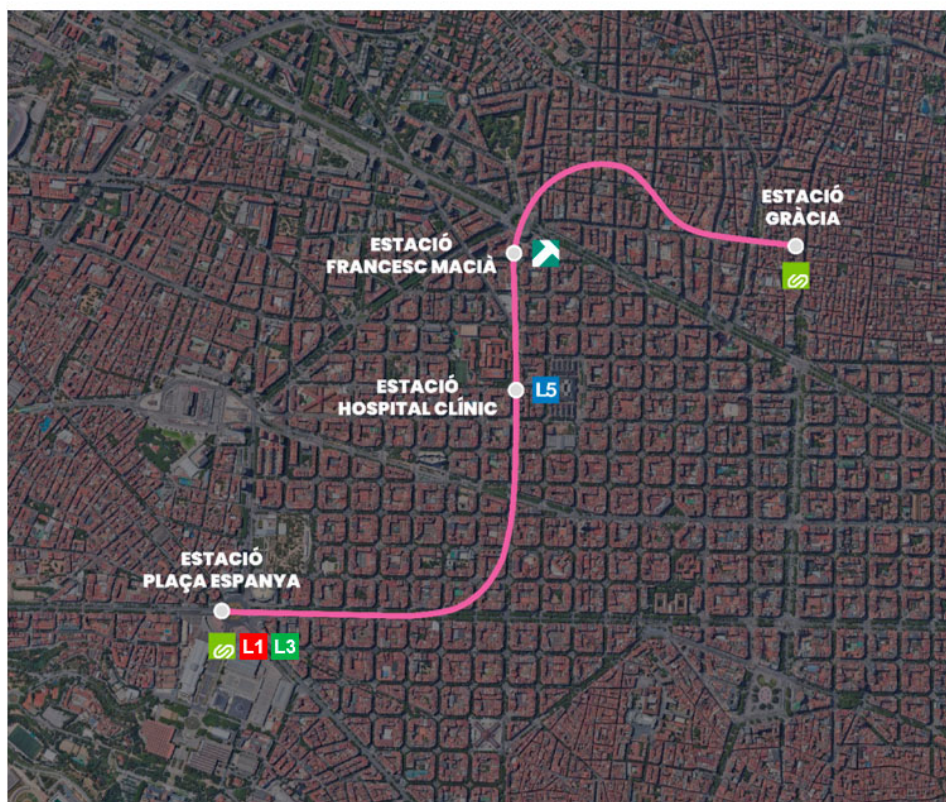 ESTACIÓ
GRÀCIA
ESTACIÓ
FRANCESC MACIÀ
ESTACIÓ
HOSPITAL CLÍNIC
L5
ESTACIÓ
PLAÇA ESPANYA
L1 L3